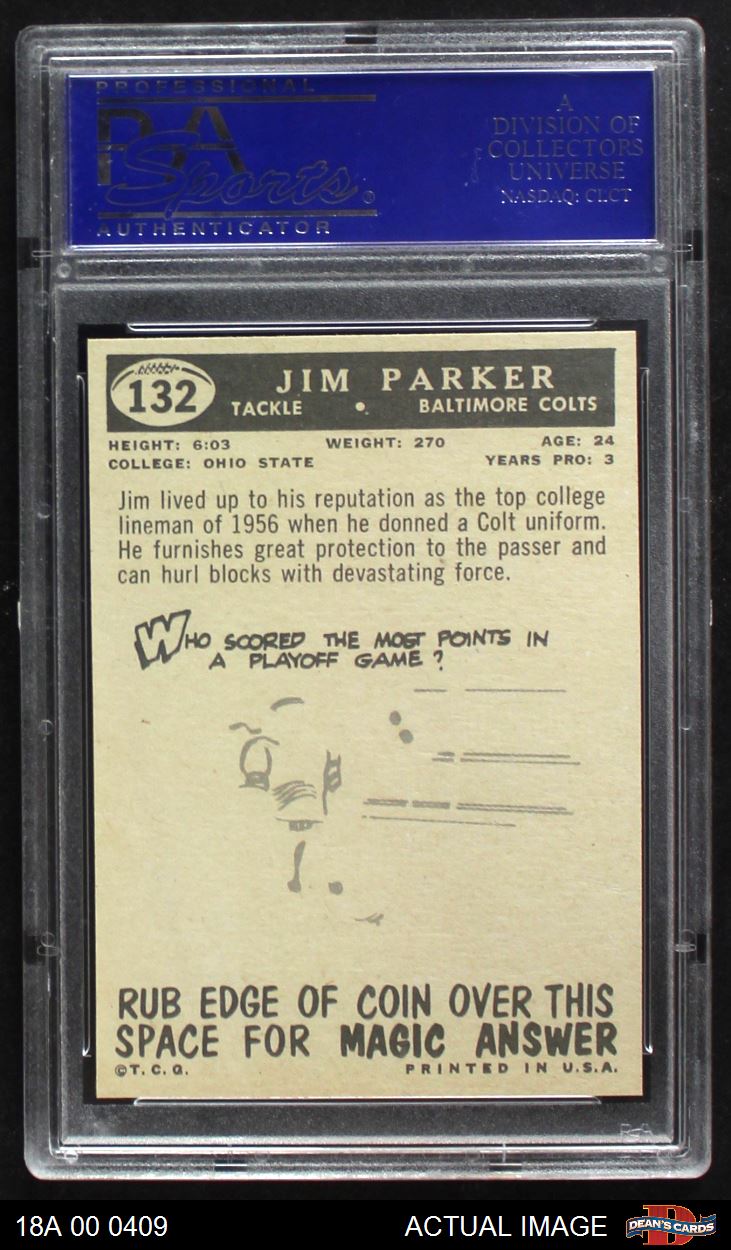 PROFESSIONAL
PSA
Sports
AUTHENTICATOR
A
DIVISION OF
COLLECTORS
UNIVERSE
NASDAQ: CLCT
132
JIM PARKER
TACKLE • BALTIMORE COLTS
HEIGHT: 6:03 WEIGHT: 270 AGE: 24
COLLEGE: OHIO STATE YEARS PRO: 3
Jim lived up to his reputation as the top college
lineman of 1956 when he donned a Colt uniform.
He furnishes great protection to the passer and
can hurl blocks with devastating force.
WHO SCORED THE MOST POINTS IN
A PLAYOFF GAME?
RUB EDGE OF COIN OVER THIS
SPACE FOR MAGIC ANSWER
©T. C. G. PRINTED IN U.S.A.
PSA
18A 00 0409 ACTUAL IMAGE
D
DEAN'S CARDS